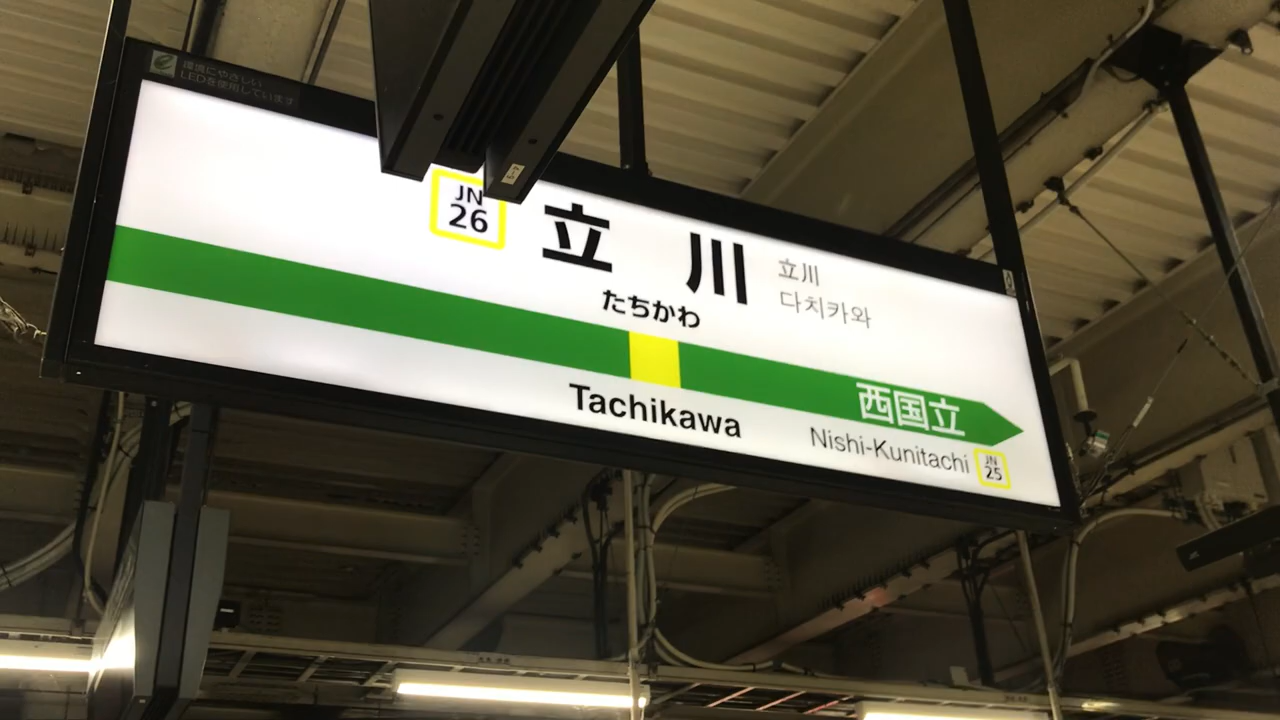 環境にやさしい
LEDを使用しています
JN
26
立川
立川
다치카와
たちかわ
Tachikawa
西国立
Nishi-Kunitachi
JN
25